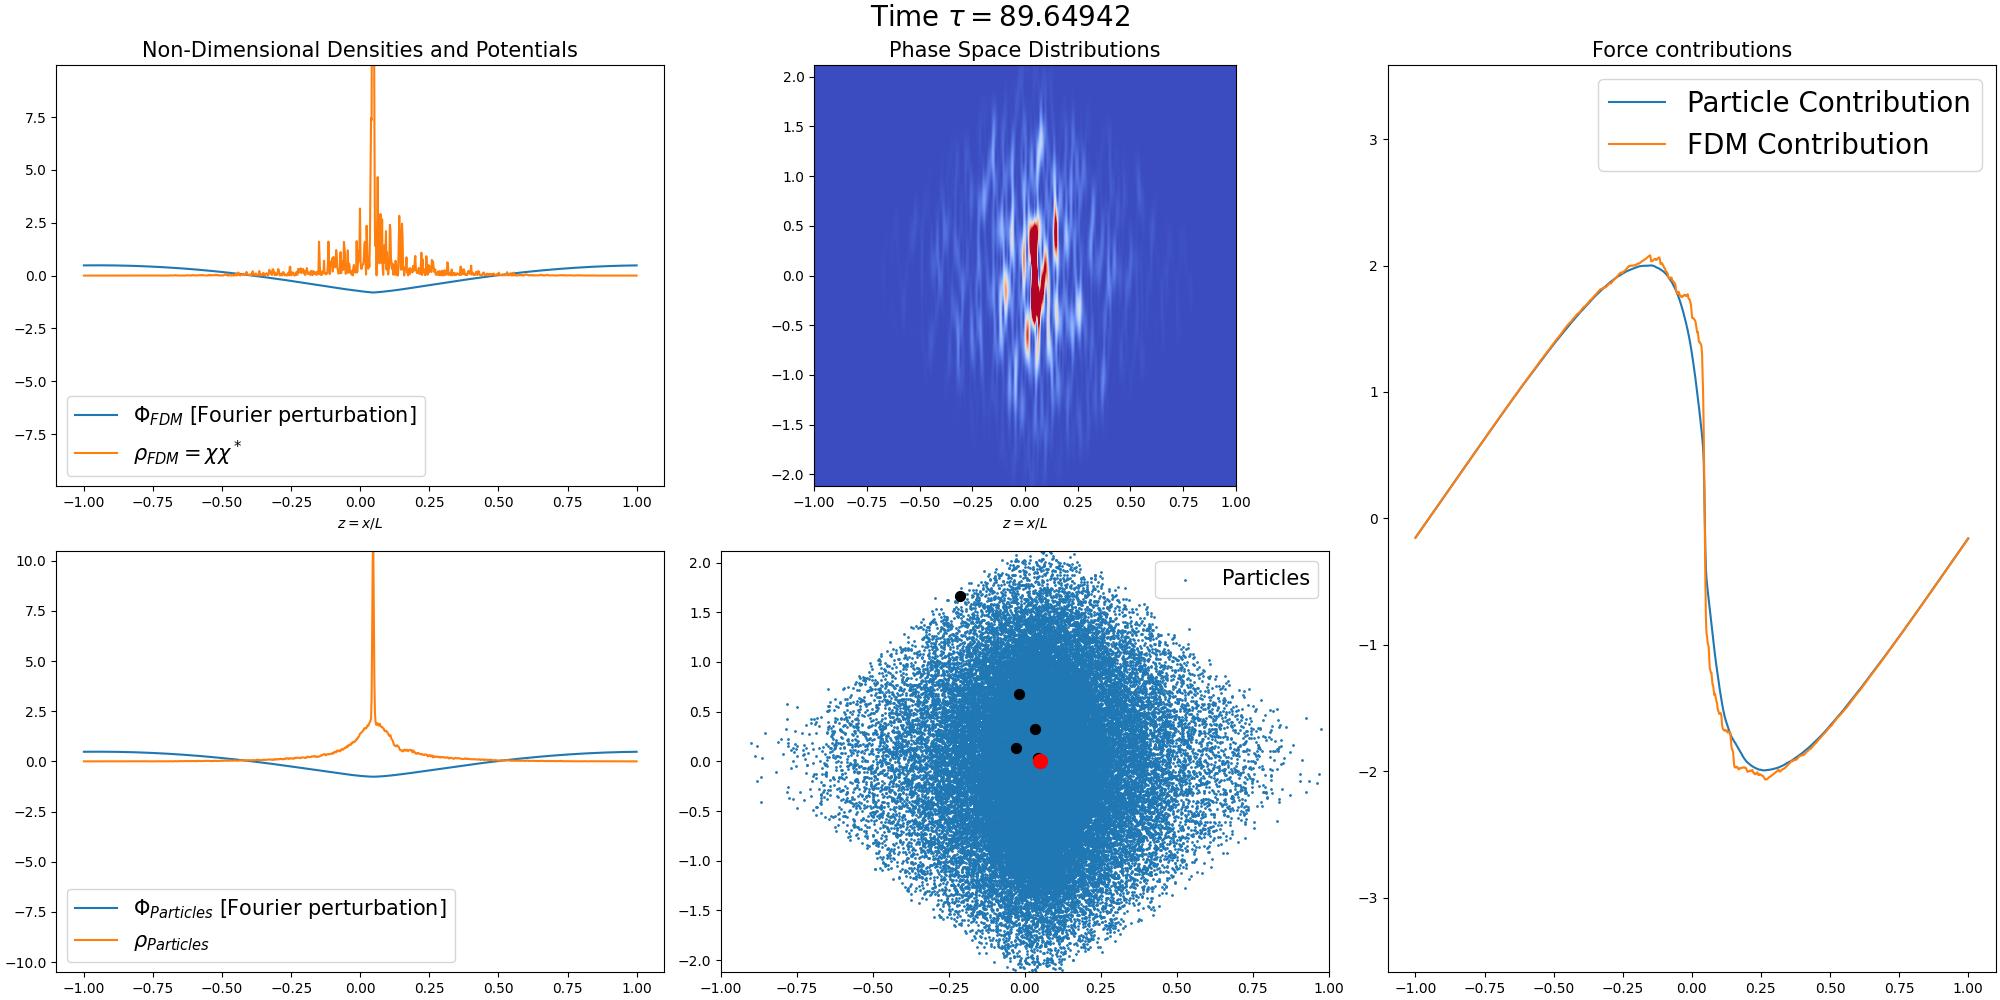 Time τ = 89.64942
Non-Dimensional Densities and Potentials
7.5
5.0
2.5
0.0
−2.5
−5.0
−7.5
Φ_FDM [Fourier perturbation]
ρ_FDM = χχ*
−1.00 −0.75 −0.50 −0.25 0.00 0.25 0.50 0.75 1.00
z = x/L
Phase Space Distributions
2.0
1.5
1.0
0.5
0.0
−0.5
−1.0
−1.5
−2.0
−1.00 −0.75 −0.50 −0.25 0.00 0.25 0.50 0.75 1.00
z = x/L
Force contributions
Particle Contribution
FDM Contribution
3
2
1
0
−1
−2
−3
−1.00 −0.75 −0.50 −0.25 0.00 0.25 0.50 0.75 1.00
10.0
7.5
5.0
2.5
0.0
−2.5
−5.0
−7.5
−10.0
Φ_Particles [Fourier perturbation]
ρ_Particles
−1.00 −0.75 −0.50 −0.25 0.00 0.25 0.50 0.75 1.00
Particles
2.0
1.5
1.0
0.5
0.0
−0.5
−1.0
−1.5
−2.0
−1.00 −0.75 −0.50 −0.25 0.00 0.25 0.50 0.75 1.00